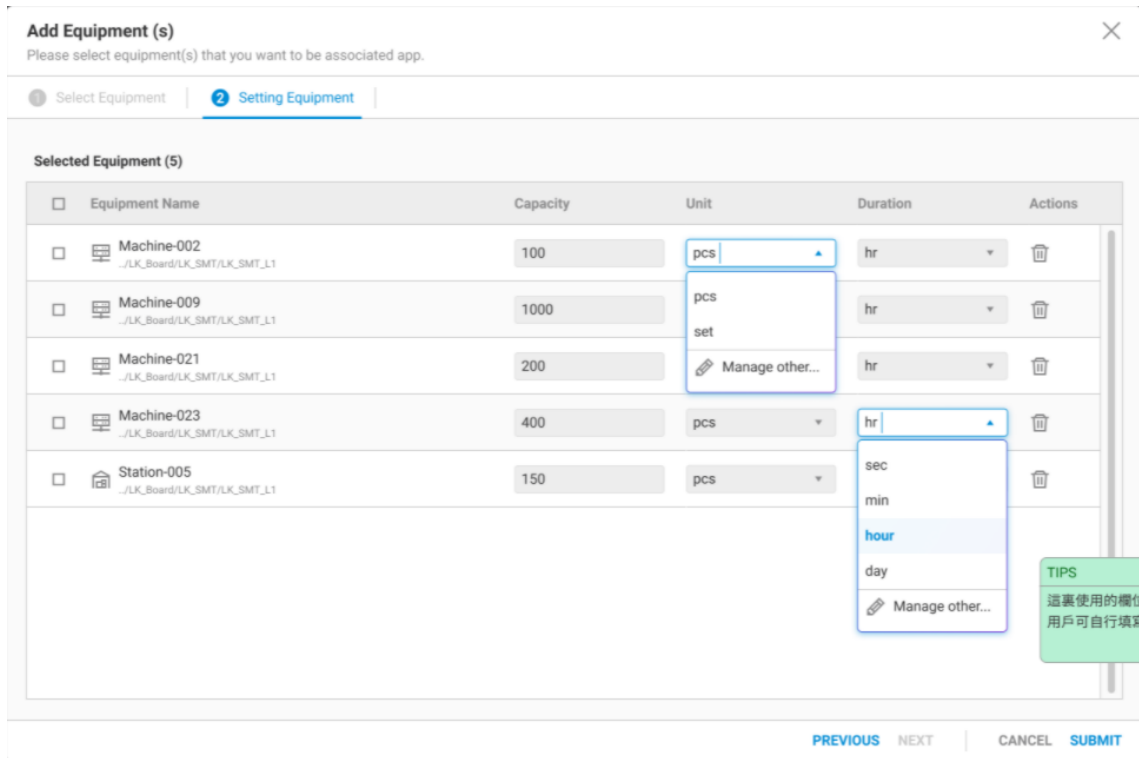 Add Equipment (s)
Please select equipment(s) that you want to be associated app.
1 Select Equipment
2 Setting Equipment
Selected Equipment (5)
Equipment Name Capacity Unit Duration Actions
Machine-002 100 pcs hr
../LK_Board/LK_SMT/LK_SMT_L1
pcs
Machine-009 1000 hr
../LK_Board/LK_SMT/LK_SMT_L1
set
Machine-021 200 Manage other... hr
../LK_Board/LK_SMT/LK_SMT_L1
Machine-023 400 pcs hr
../LK_Board/LK_SMT/LK_SMT_L1
sec
Station-005 150 pcs
../LK_Board/LK_SMT/LK_SMT_L1
min
hour
day
Manage other...
TIPS
這裏使用的欄位
用戶可自行填寫
PREVIOUS NEXT CANCEL SUBMIT